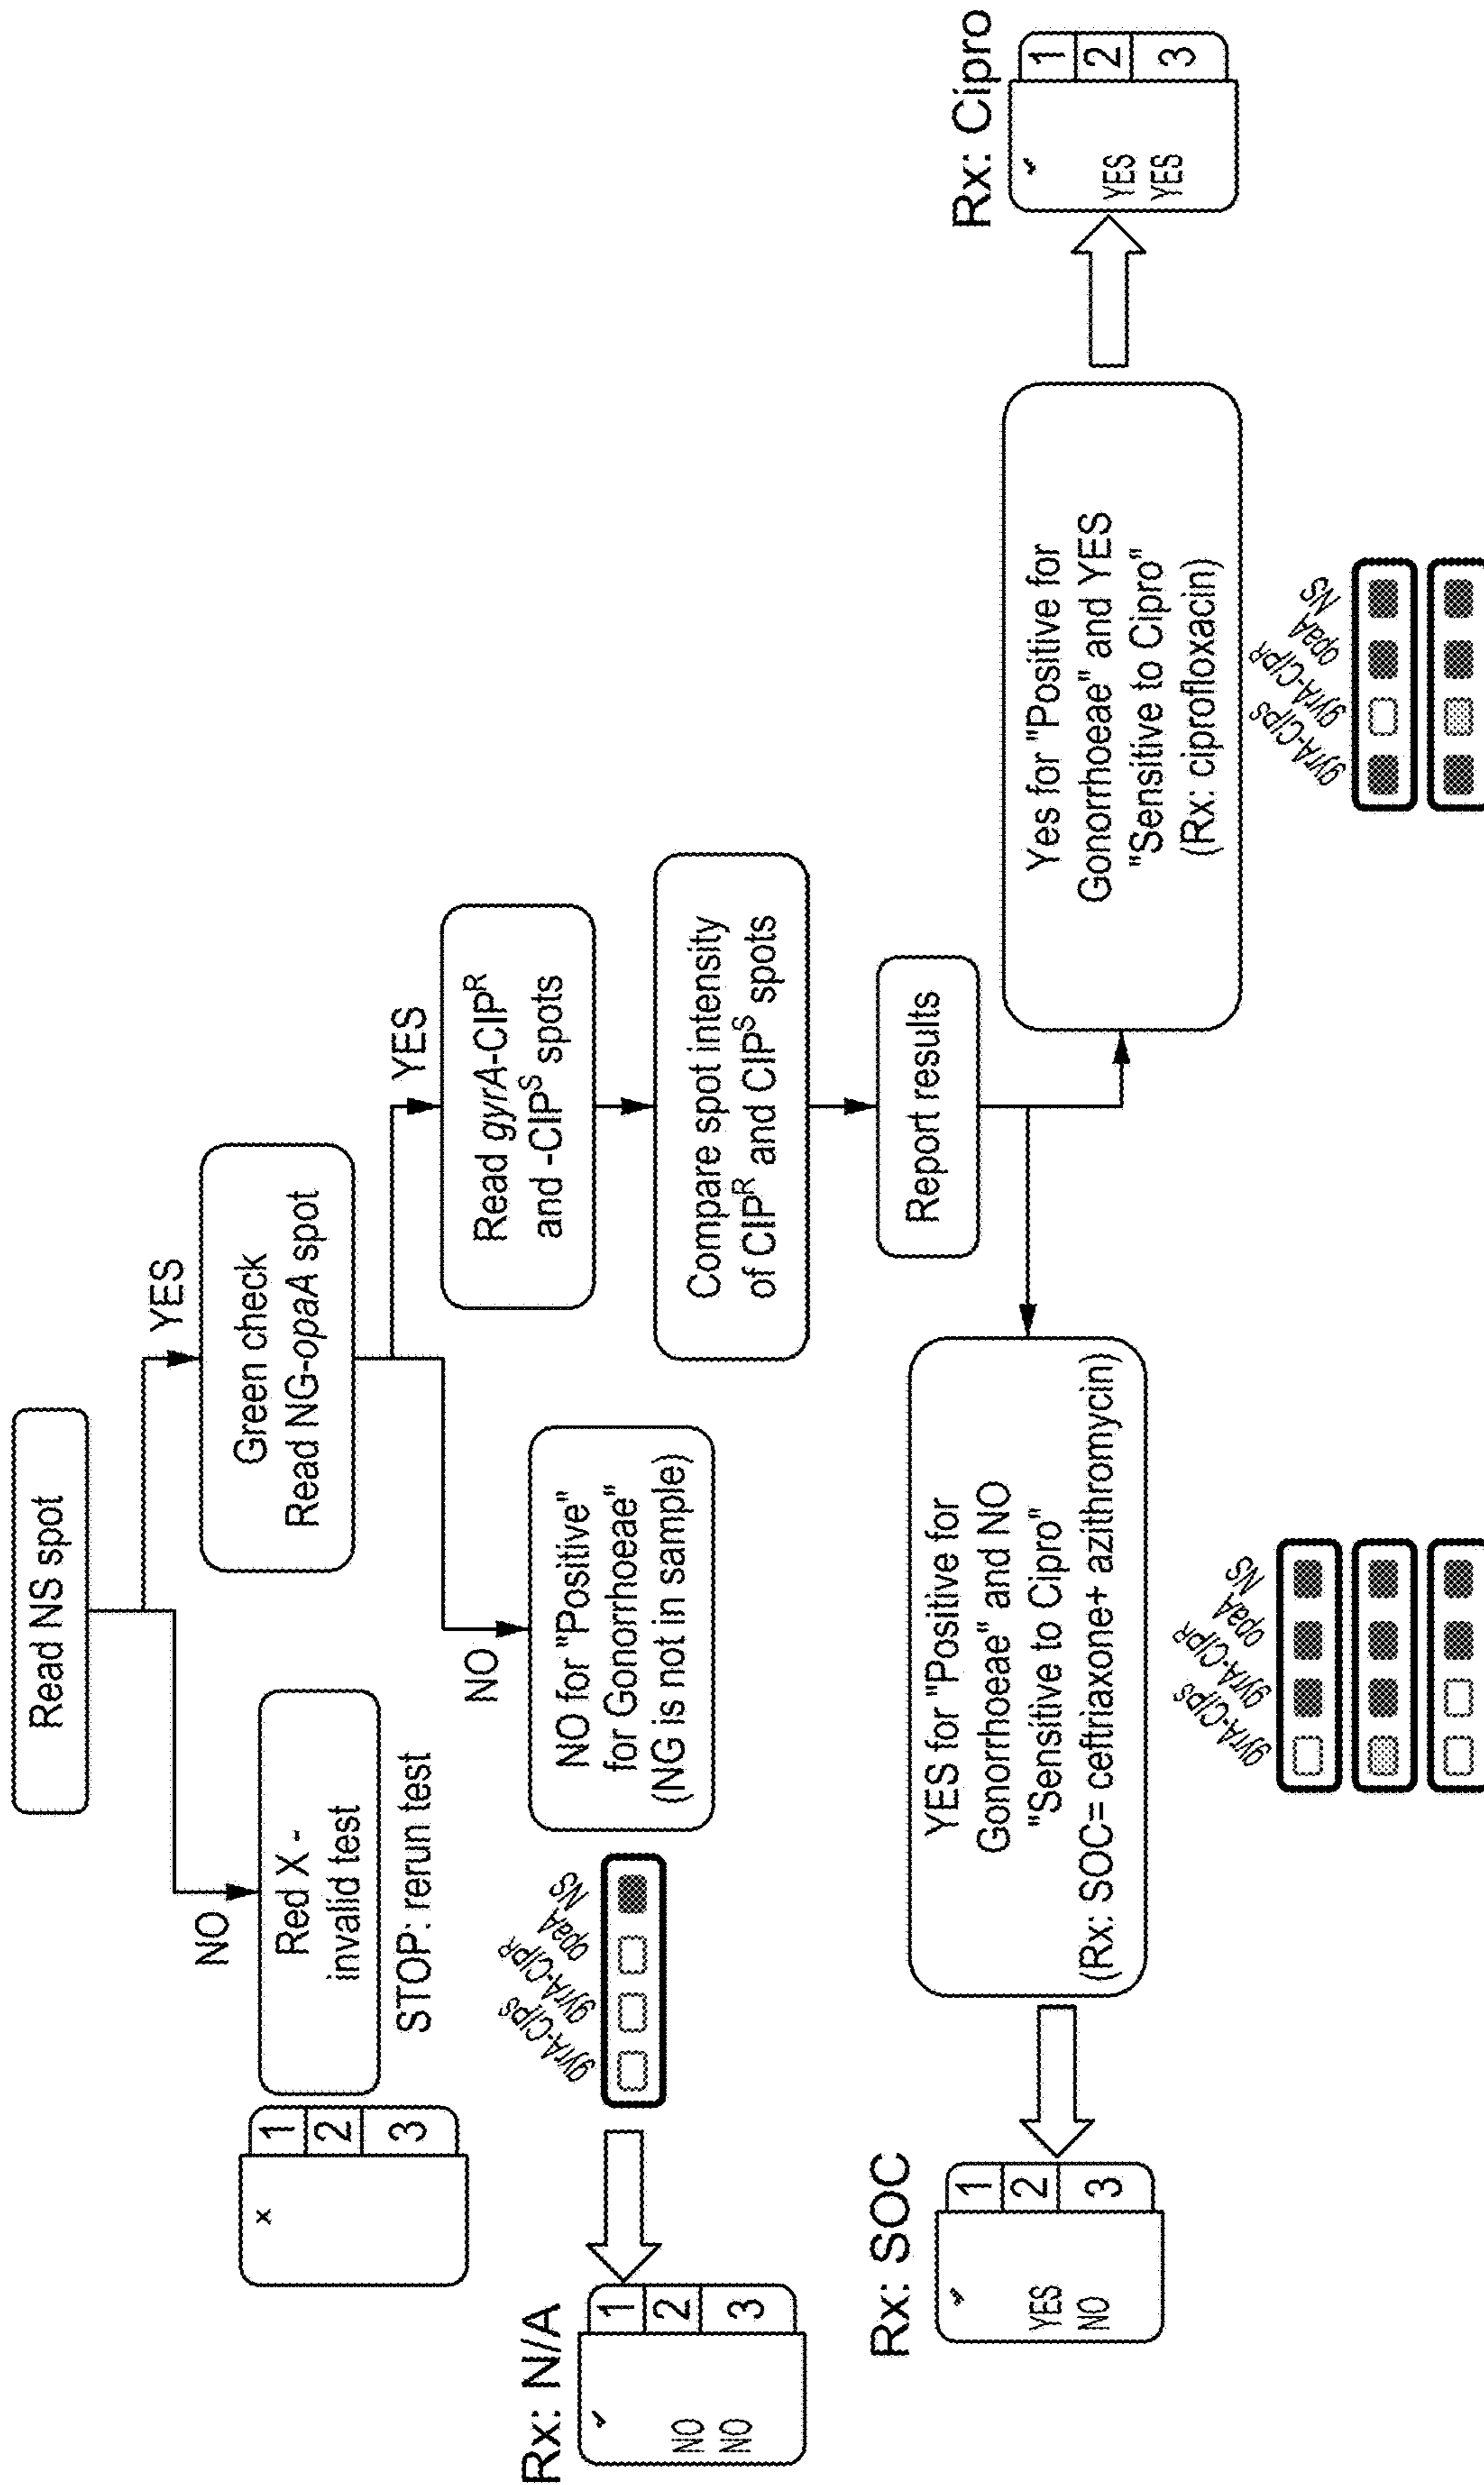 Read NS spot
NO
YES
x
1
2
3
Red X -
invalid test
STOP: rerun test
Green check
Read NG-opaA spot
NO
YES
Rx: N/A
✓
NO
NO
1
2
3
gyrA-CIPS
gyrA-CIPR
opaA
NS
NO for "Positive"
for Gonorrhoeae"
(NG is not in sample)
Read gyrA-CIPᴿ
and -CIPˢ spots
Compare spot intensity
of CIPᴿ and CIPˢ spots
Report results
Rx: SOC
✓
YES
NO
1
2
3
YES for "Positive for
Gonorrhoeae" and NO
"Sensitive to Cipro"
(Rx: SOC= ceftriaxone+ azithromycin)
gyrA-CIPS
gyrA-CIPR
opaA
NS
Yes for "Positive for
Gonorrhoeae" and YES
"Sensitive to Cipro"
(Rx: ciprofloxacin)
gyrA-CIPS
gyrA-CIPR
opaA
NS
Rx: Cipro
✓
YES
YES
1
2
3